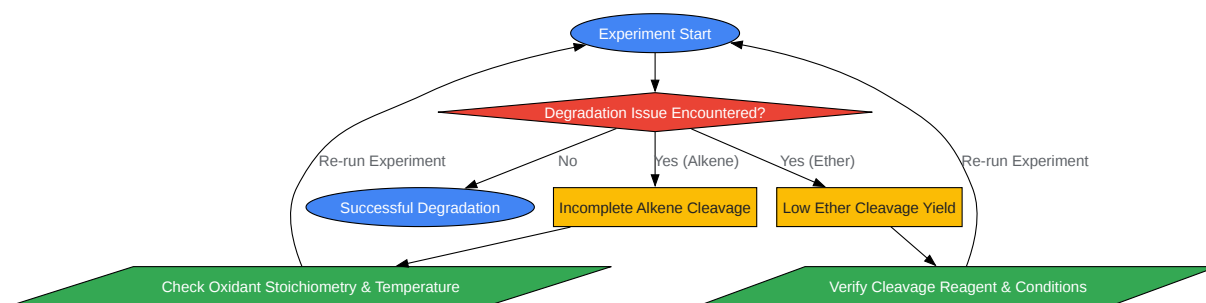 Experiment Start
Degradation Issue Encountered?
Re-run Experiment
No
Yes (Alkene)
Yes (Ether)
Re-run Experiment
Successful Degradation
Incomplete Alkene Cleavage
Low Ether Cleavage Yield
Check Oxidant Stoichiometry & Temperature
Verify Cleavage Reagent & Conditions